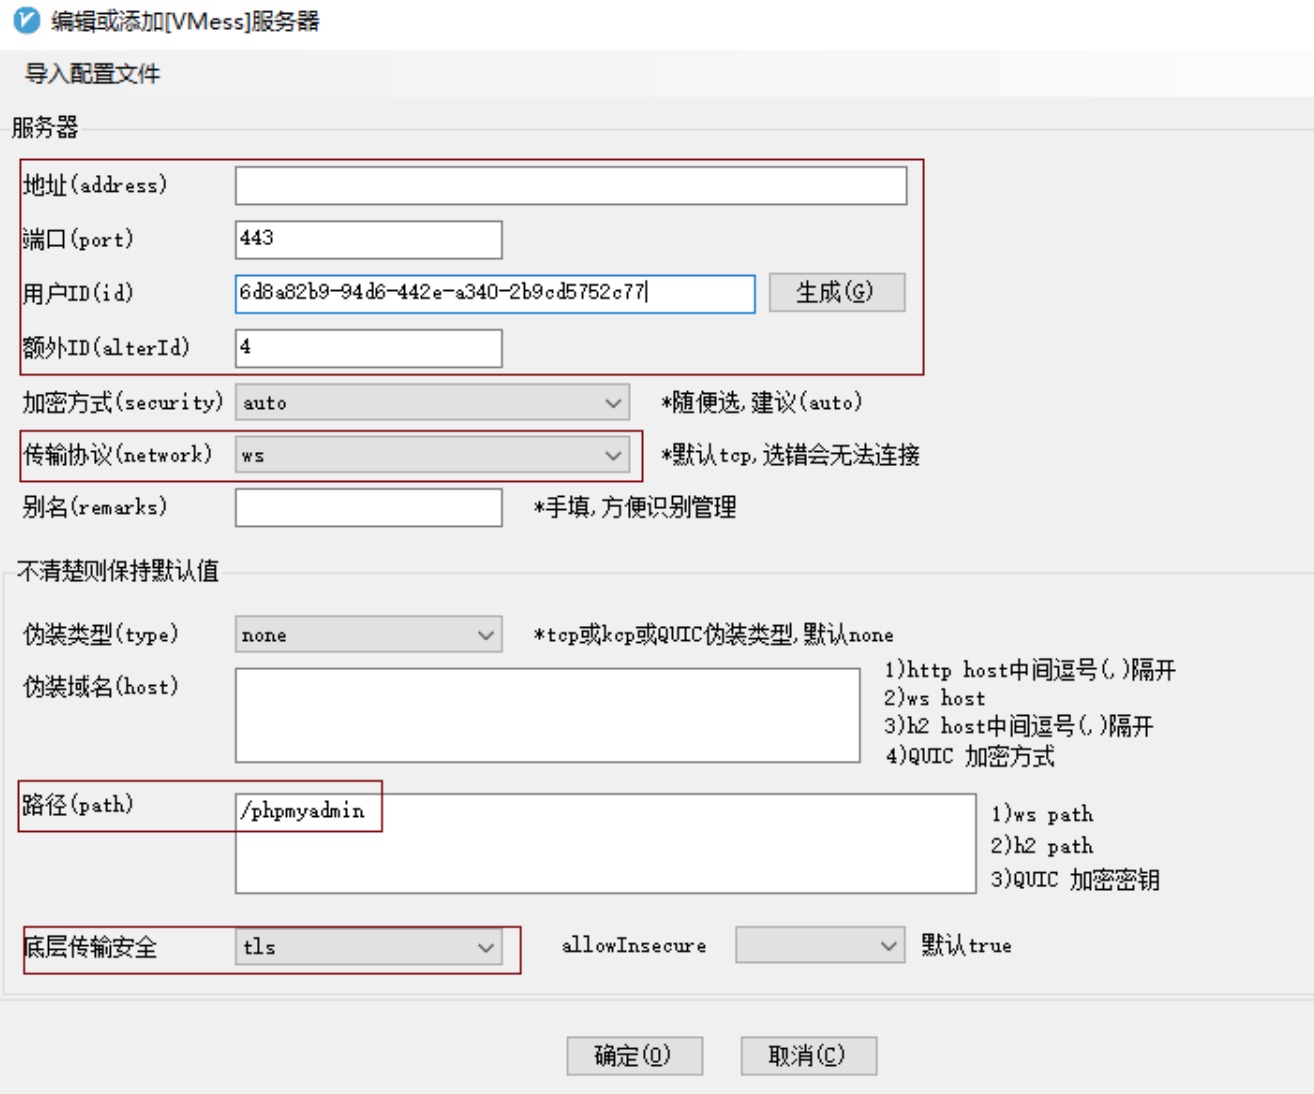 编辑或添加[VMess]服务器
导入配置文件
服务器
地址(address)
端口(port) 443
用户ID(id) 6d8a82b9-94d6-442e-a340-2b9cd5752c77 生成(G)
额外ID(alterId) 4
加密方式(security) auto *随便选,建议(auto)
传输协议(network) ws *默认tcp,选错会无法连接
别名(remarks) *手填,方便识别管理
不清楚则保持默认值
伪装类型(type) none *tcp或kcp或QUIC伪装类型,默认none
伪装域名(host)
1)http host中间逗号(,)隔开
2)ws host
3)h2 host中间逗号(,)隔开
4)QUIC 加密方式
路径(path) /phpmyadmin
1)ws path
2)h2 path
3)QUIC 加密密钥
底层传输安全 tls allowInsecure 默认true
确定(O) 取消(C)